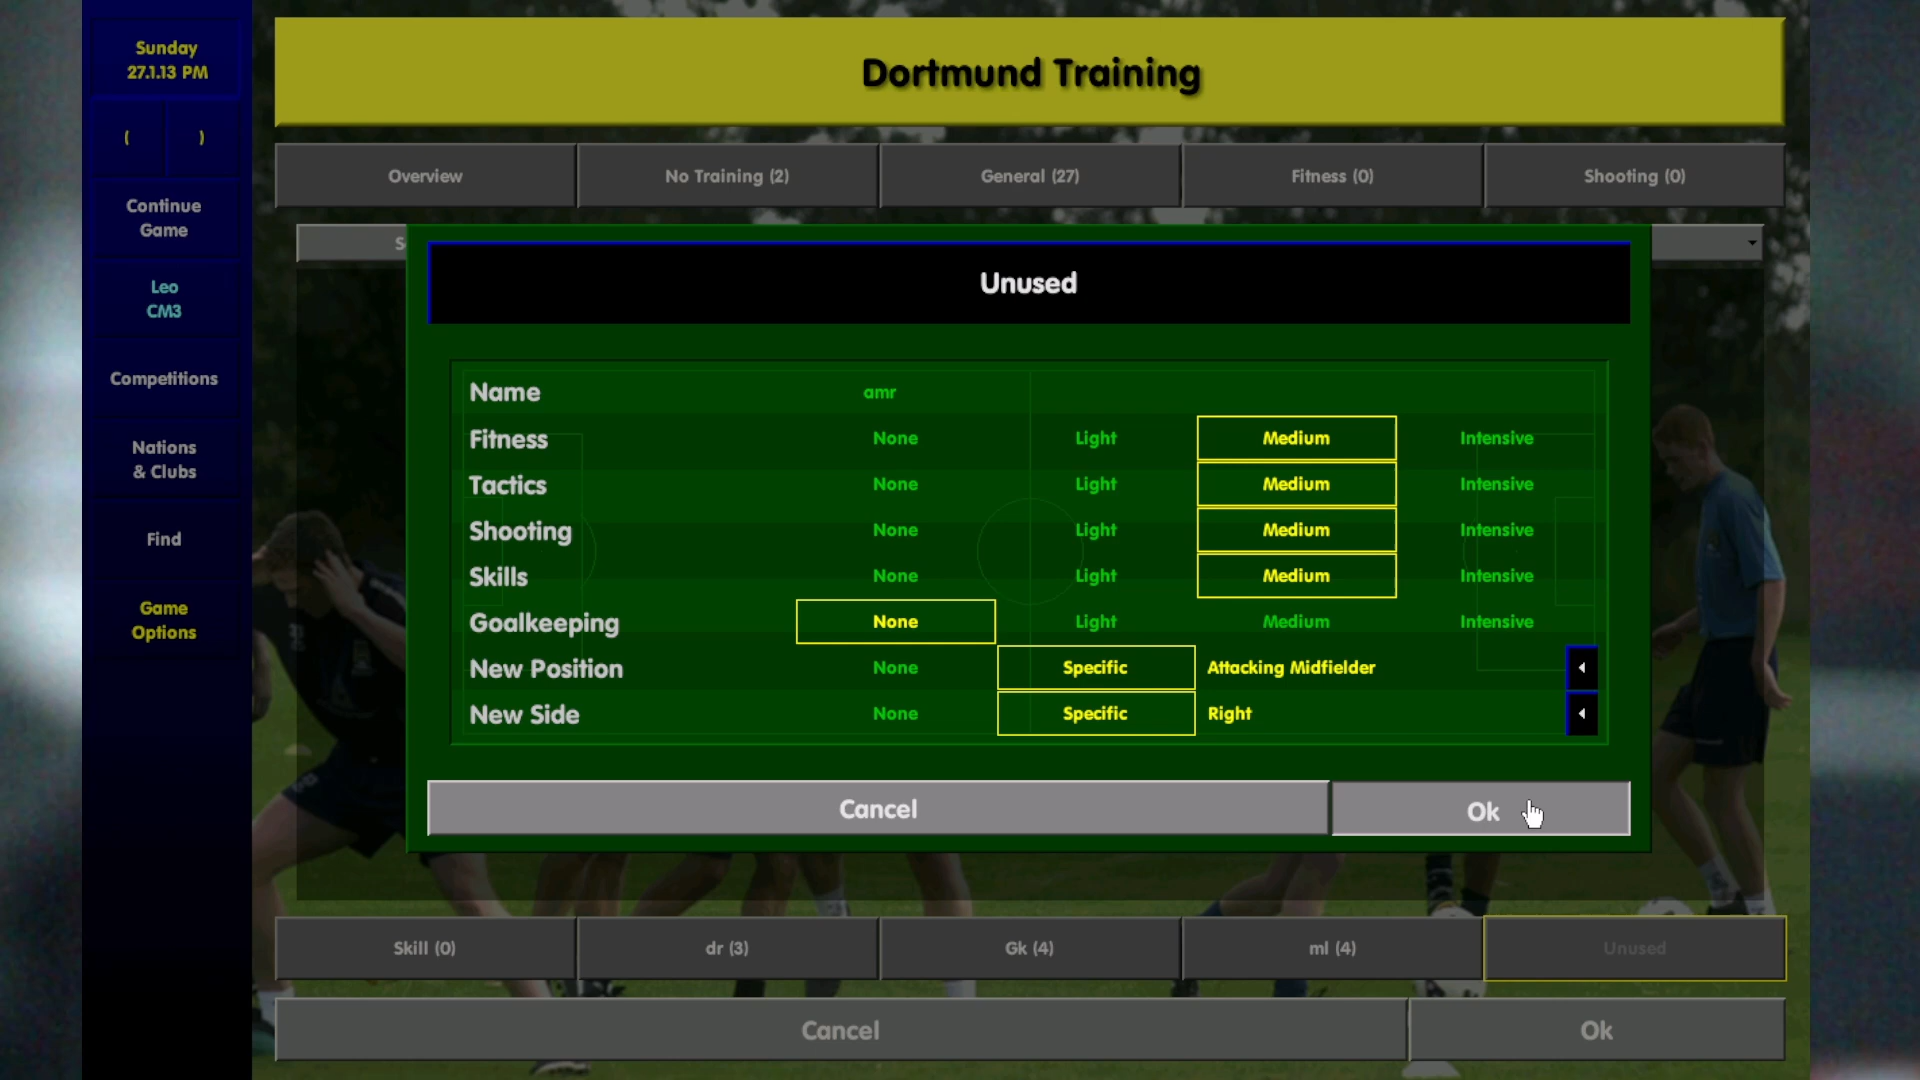 Sunday
27.1.13 PM
Continue
Game
Leo
CM3
Competitions
Nations
& Clubs
Find
Game
Options
Dortmund Training
Overview
No Training (2)
General (27)
Fitness (0)
Shooting (0)
Unused
Name amr
Fitness None Light Medium Intensive
Tactics None Light Medium Intensive
Shooting None Light Medium Intensive
Skills None Light Medium Intensive
Goalkeeping None Light Medium Intensive
New Position None Specific Attacking Midfielder
New Side None Specific Right
Cancel
Ok
Skill (0)
dr (3)
Gk (4)
ml (4)
Unused
Cancel
Ok